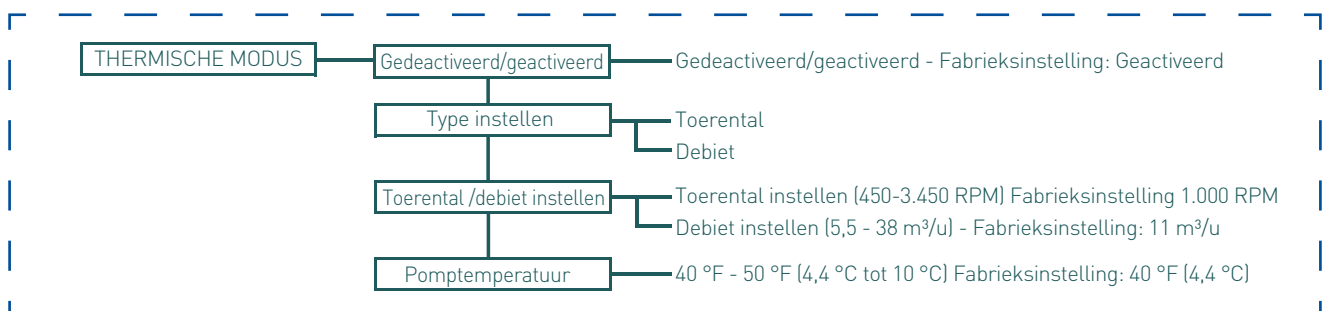 THERMISCHE MODUS
Gedeactiveerd/geactiveerd
Gedeactiveerd/geactiveerd - Fabrieksinstelling: Geactiveerd
Type instellen
Toerental
Debiet
Toerental /debiet instellen
Toerental instellen (450-3.450 RPM) Fabrieksinstelling 1.000 RPM
Debiet instellen (5,5 - 38 m³/u) - Fabrieksinstelling: 11 m³/u
Pomptemperatuur
40 °F - 50 °F (4,4 °C tot 10 °C) Fabrieksinstelling: 40 °F (4,4 °C)